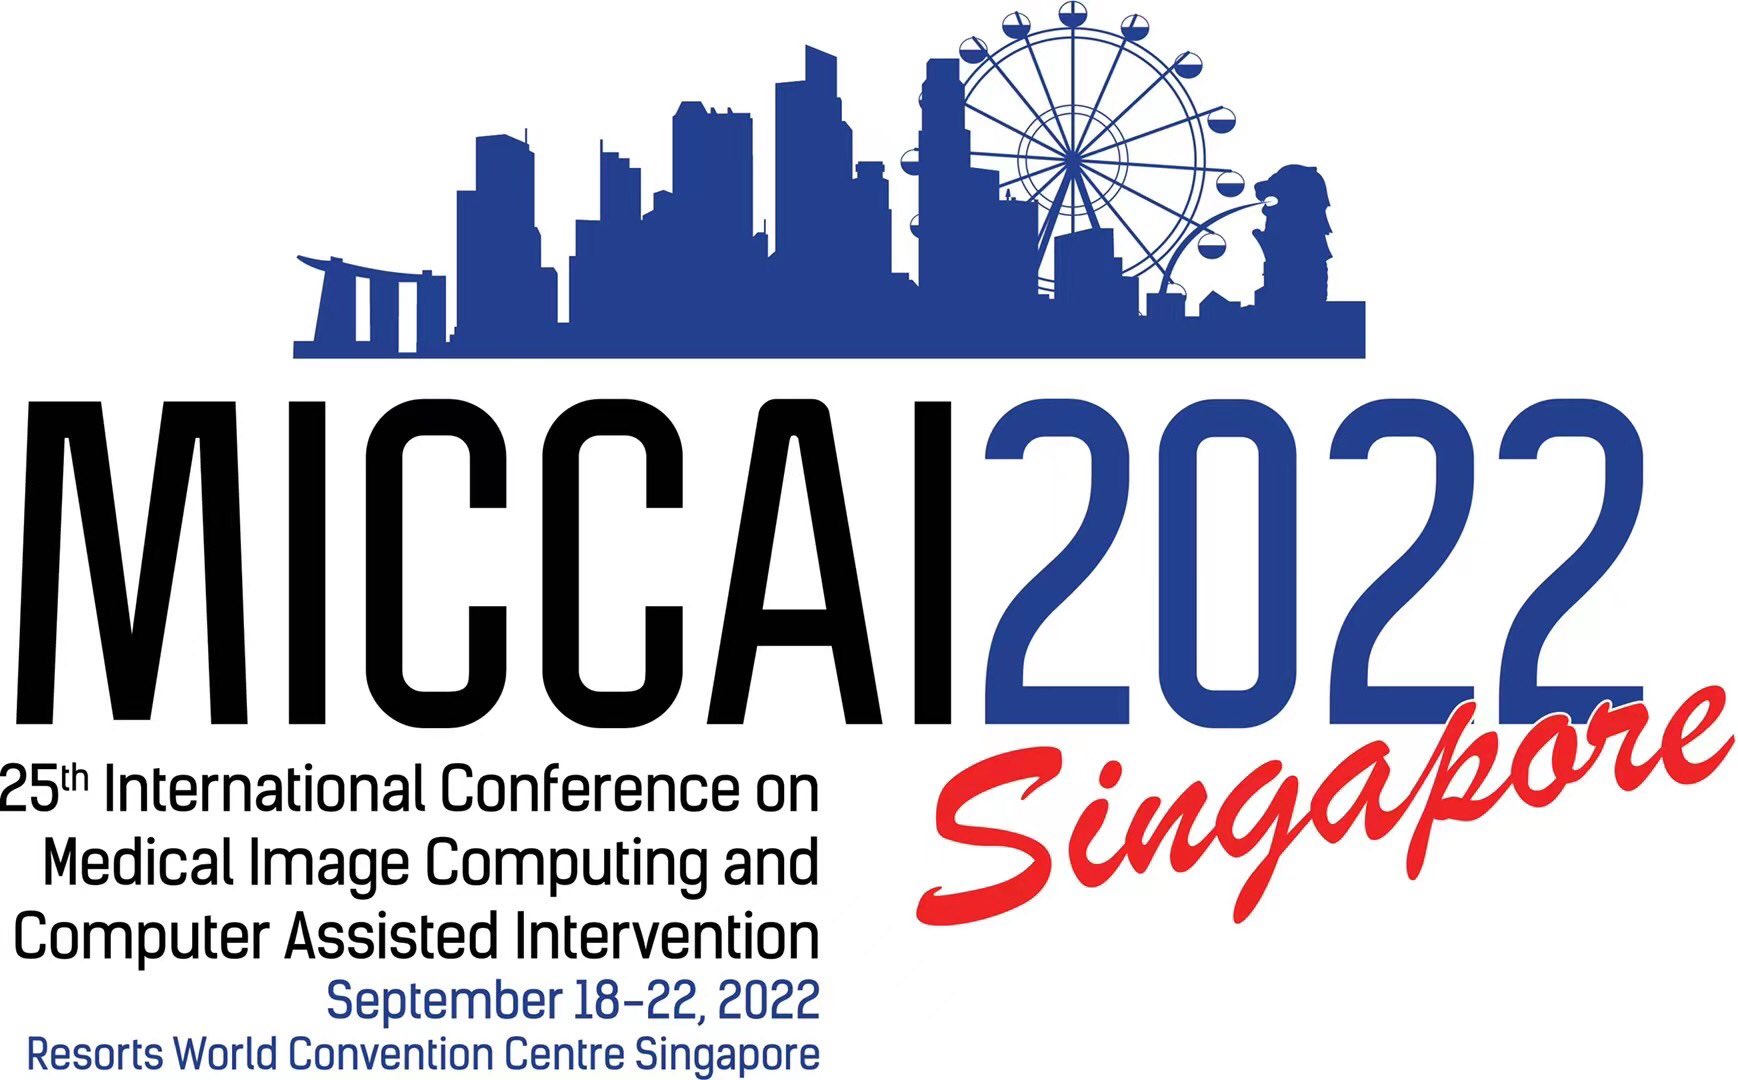 MICCAI2022
Singapore
25th International Conference on
Medical Image Computing and
Computer Assisted Intervention
September 18–22, 2022
Resorts World Convention Centre Singapore